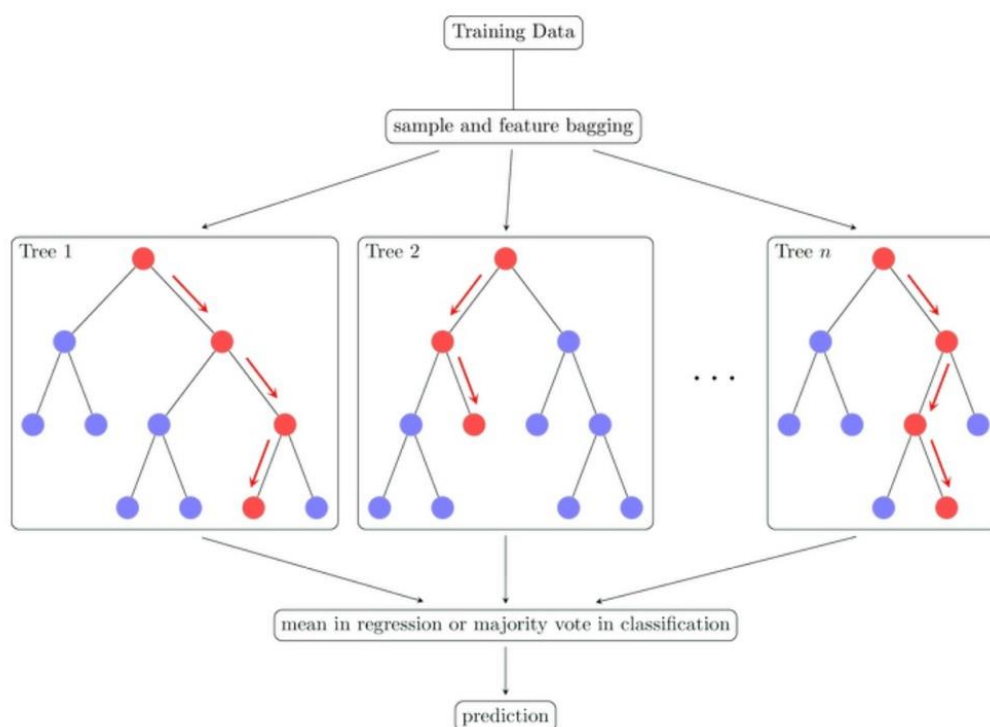 Training Data
sample and feature bagging
Tree 1
Tree 2
Tree n
...
mean in regression or majority vote in classification
prediction